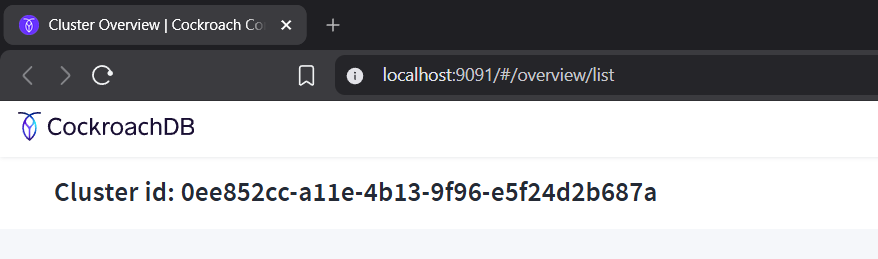 Cluster Overview | Cockroach Co
localhost:9091/#/overview/list
CockroachDB
Cluster id: 0ee852cc-a11e-4b13-9f96-e5f24d2b687a